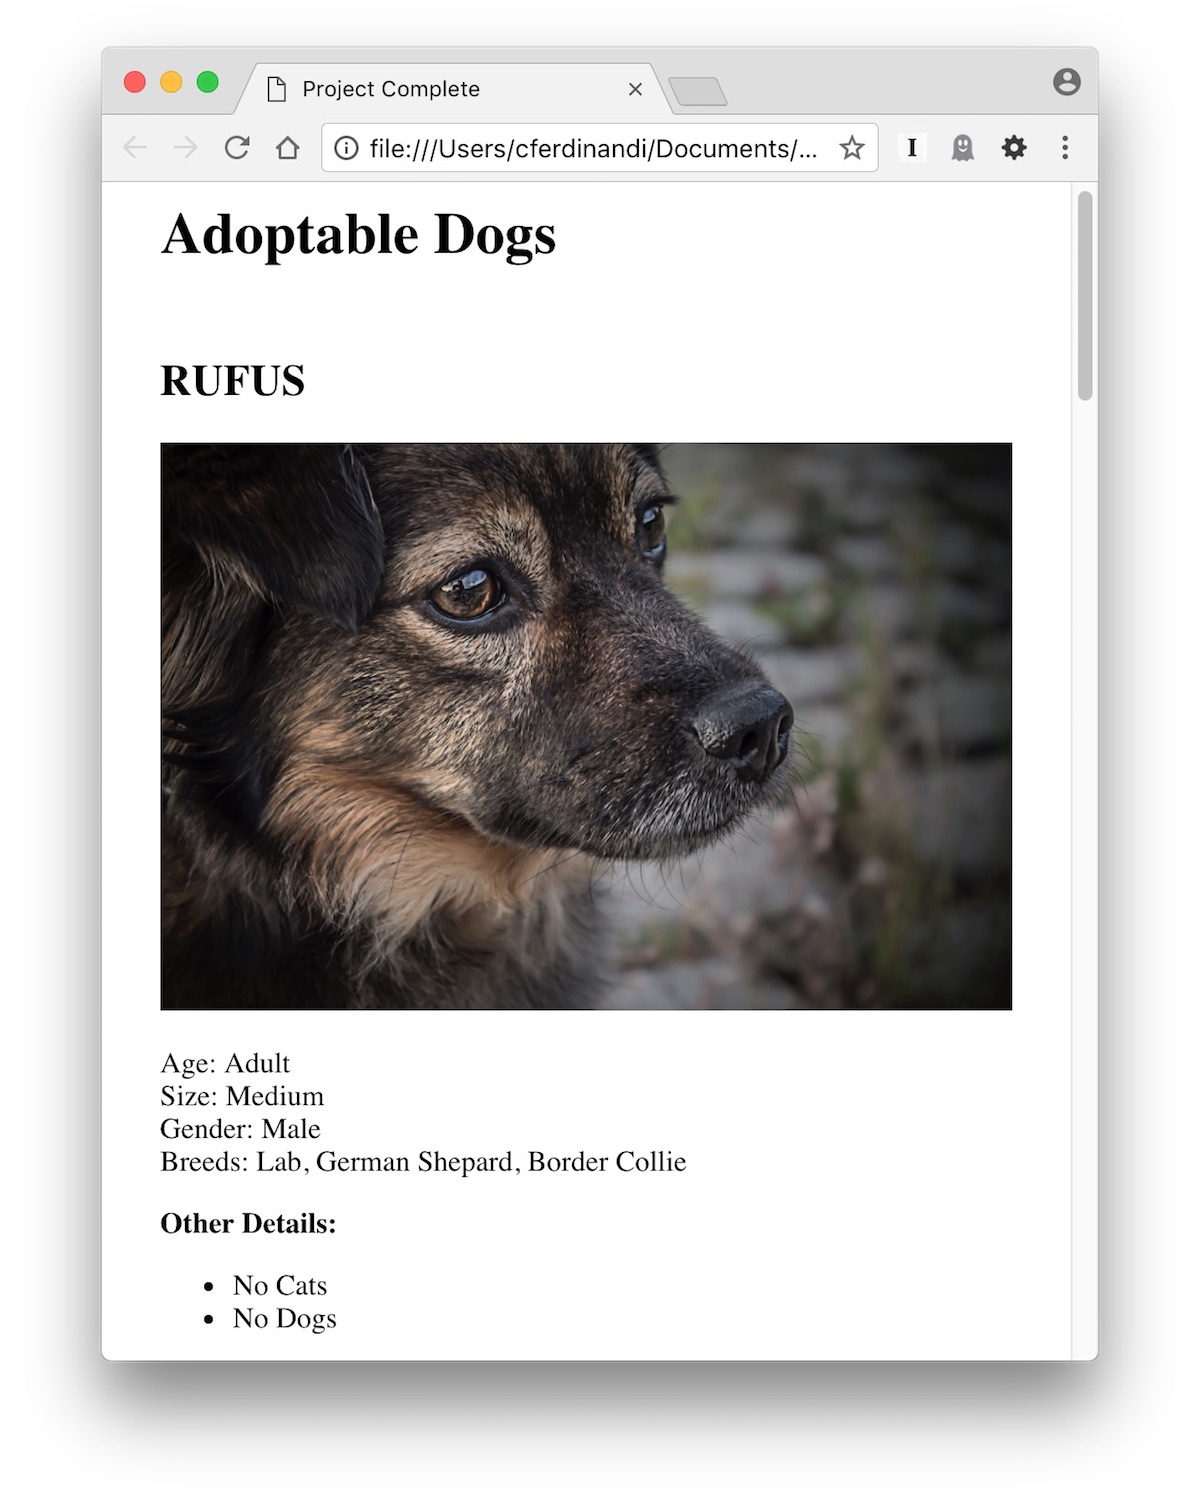 Project Complete
file:///Users/cferdinandi/Documents/...
I
Adoptable Dogs
RUFUS
Age: Adult
Size: Medium
Gender: Male
Breeds: Lab, German Shepard, Border Collie
Other Details:
• No Cats
• No Dogs